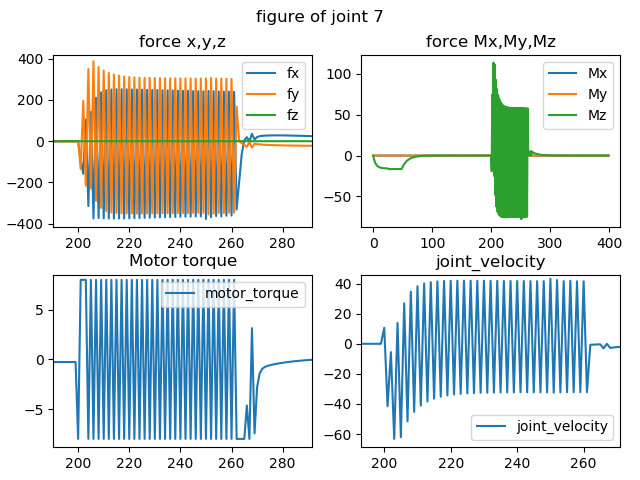 figure of joint 7
force x,y,z
400
200
0
−200
−400
200
220
240
260
280
fx
fy
fz
force Mx,My,Mz
100
50
0
−50
0
100
200
300
400
Mx
My
Mz
Motor torque
5
0
−5
200
220
240
260
280
motor_torque
joint_velocity
40
20
0
−20
−40
−60
200
220
240
260
joint_velocity